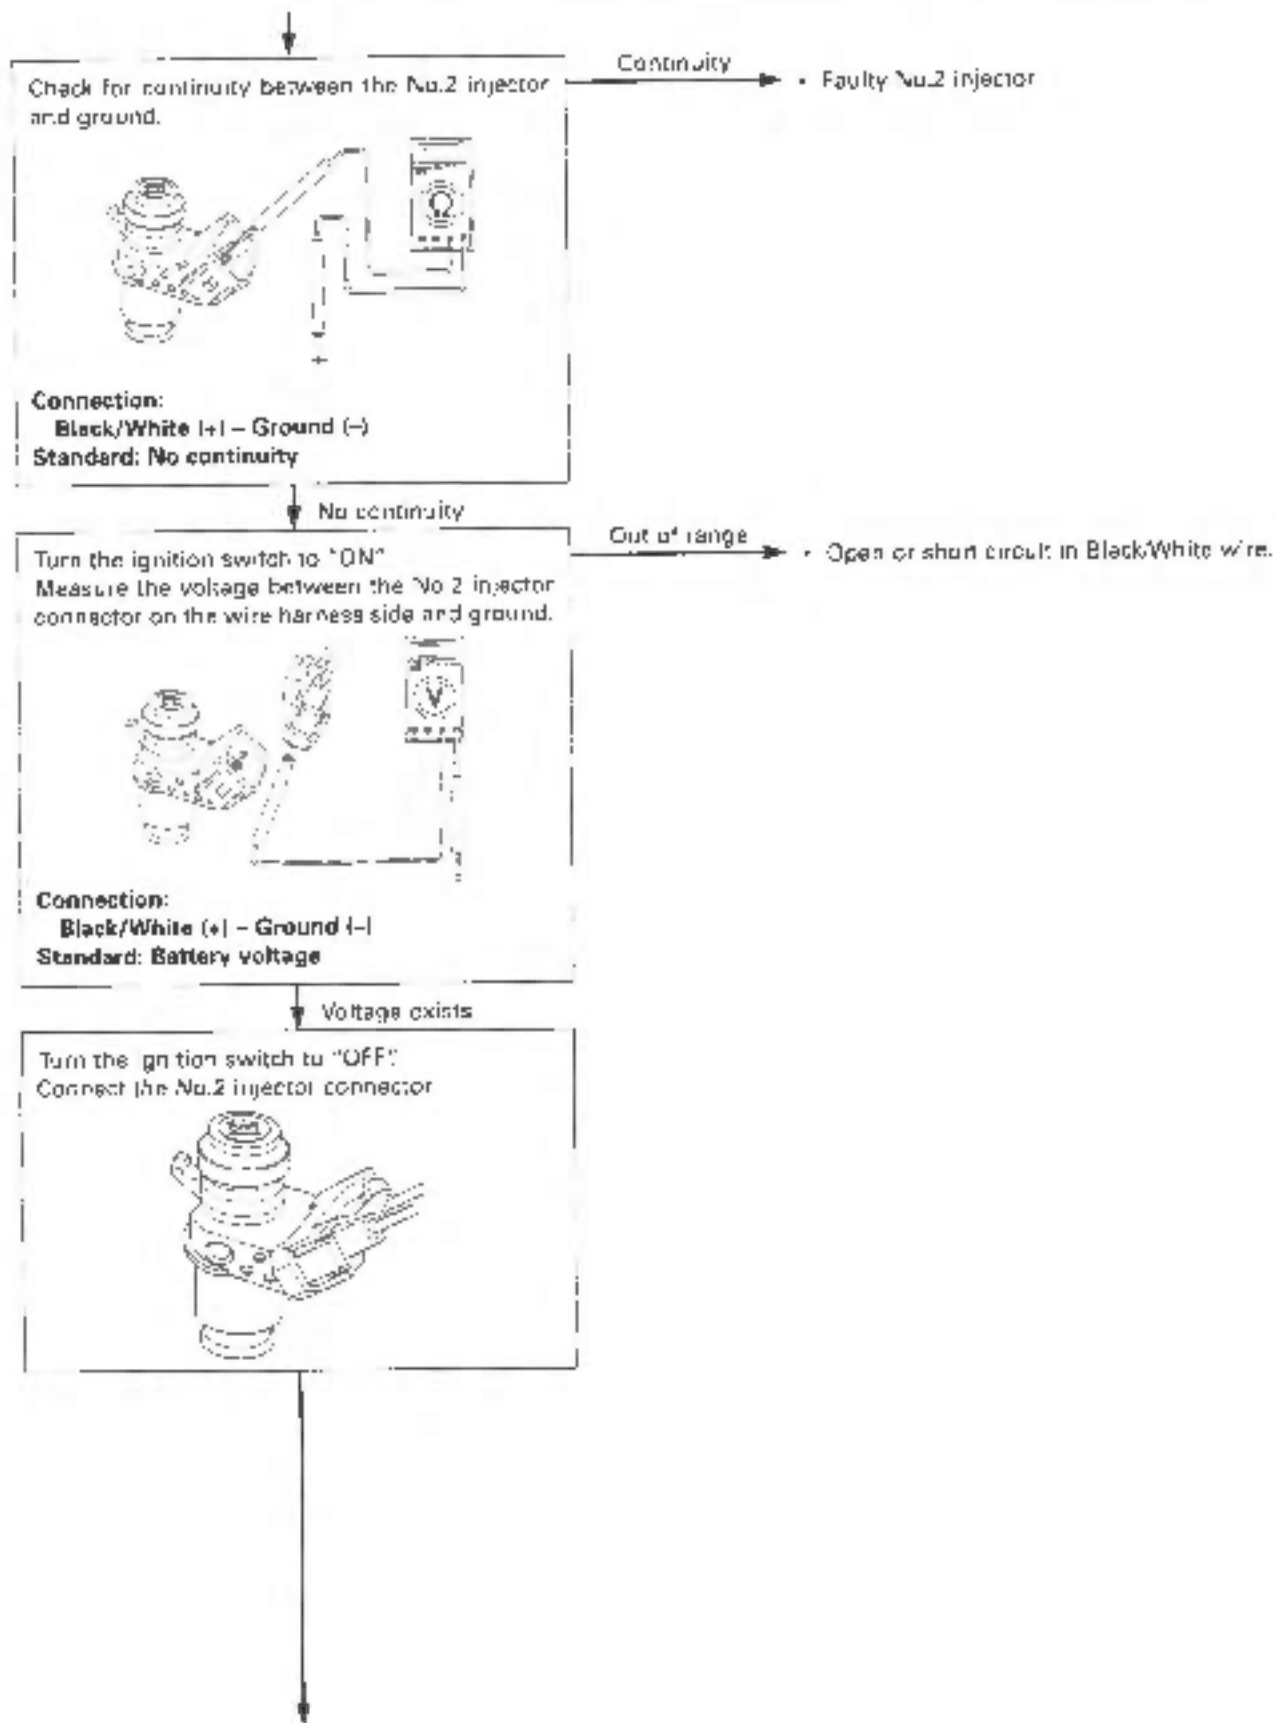 Continuity
Check for continuity between the No.2 injector
and ground.
• Faulty No.2 injector
Ω
Connection:
Black/White (+) – Ground (–)
Standard: No continuity
No continuity
Out of range
Turn the ignition switch to "ON"
Measure the voltage between the No.2 injector
connector on the wire harness side and ground.
• Open or short circuit in Black/White wire.
V
Connection:
Black/White (+) – Ground (–)
Standard: Battery voltage
Voltage exists
Turn the ignition switch to "OFF".
Connect the No.2 injector connector